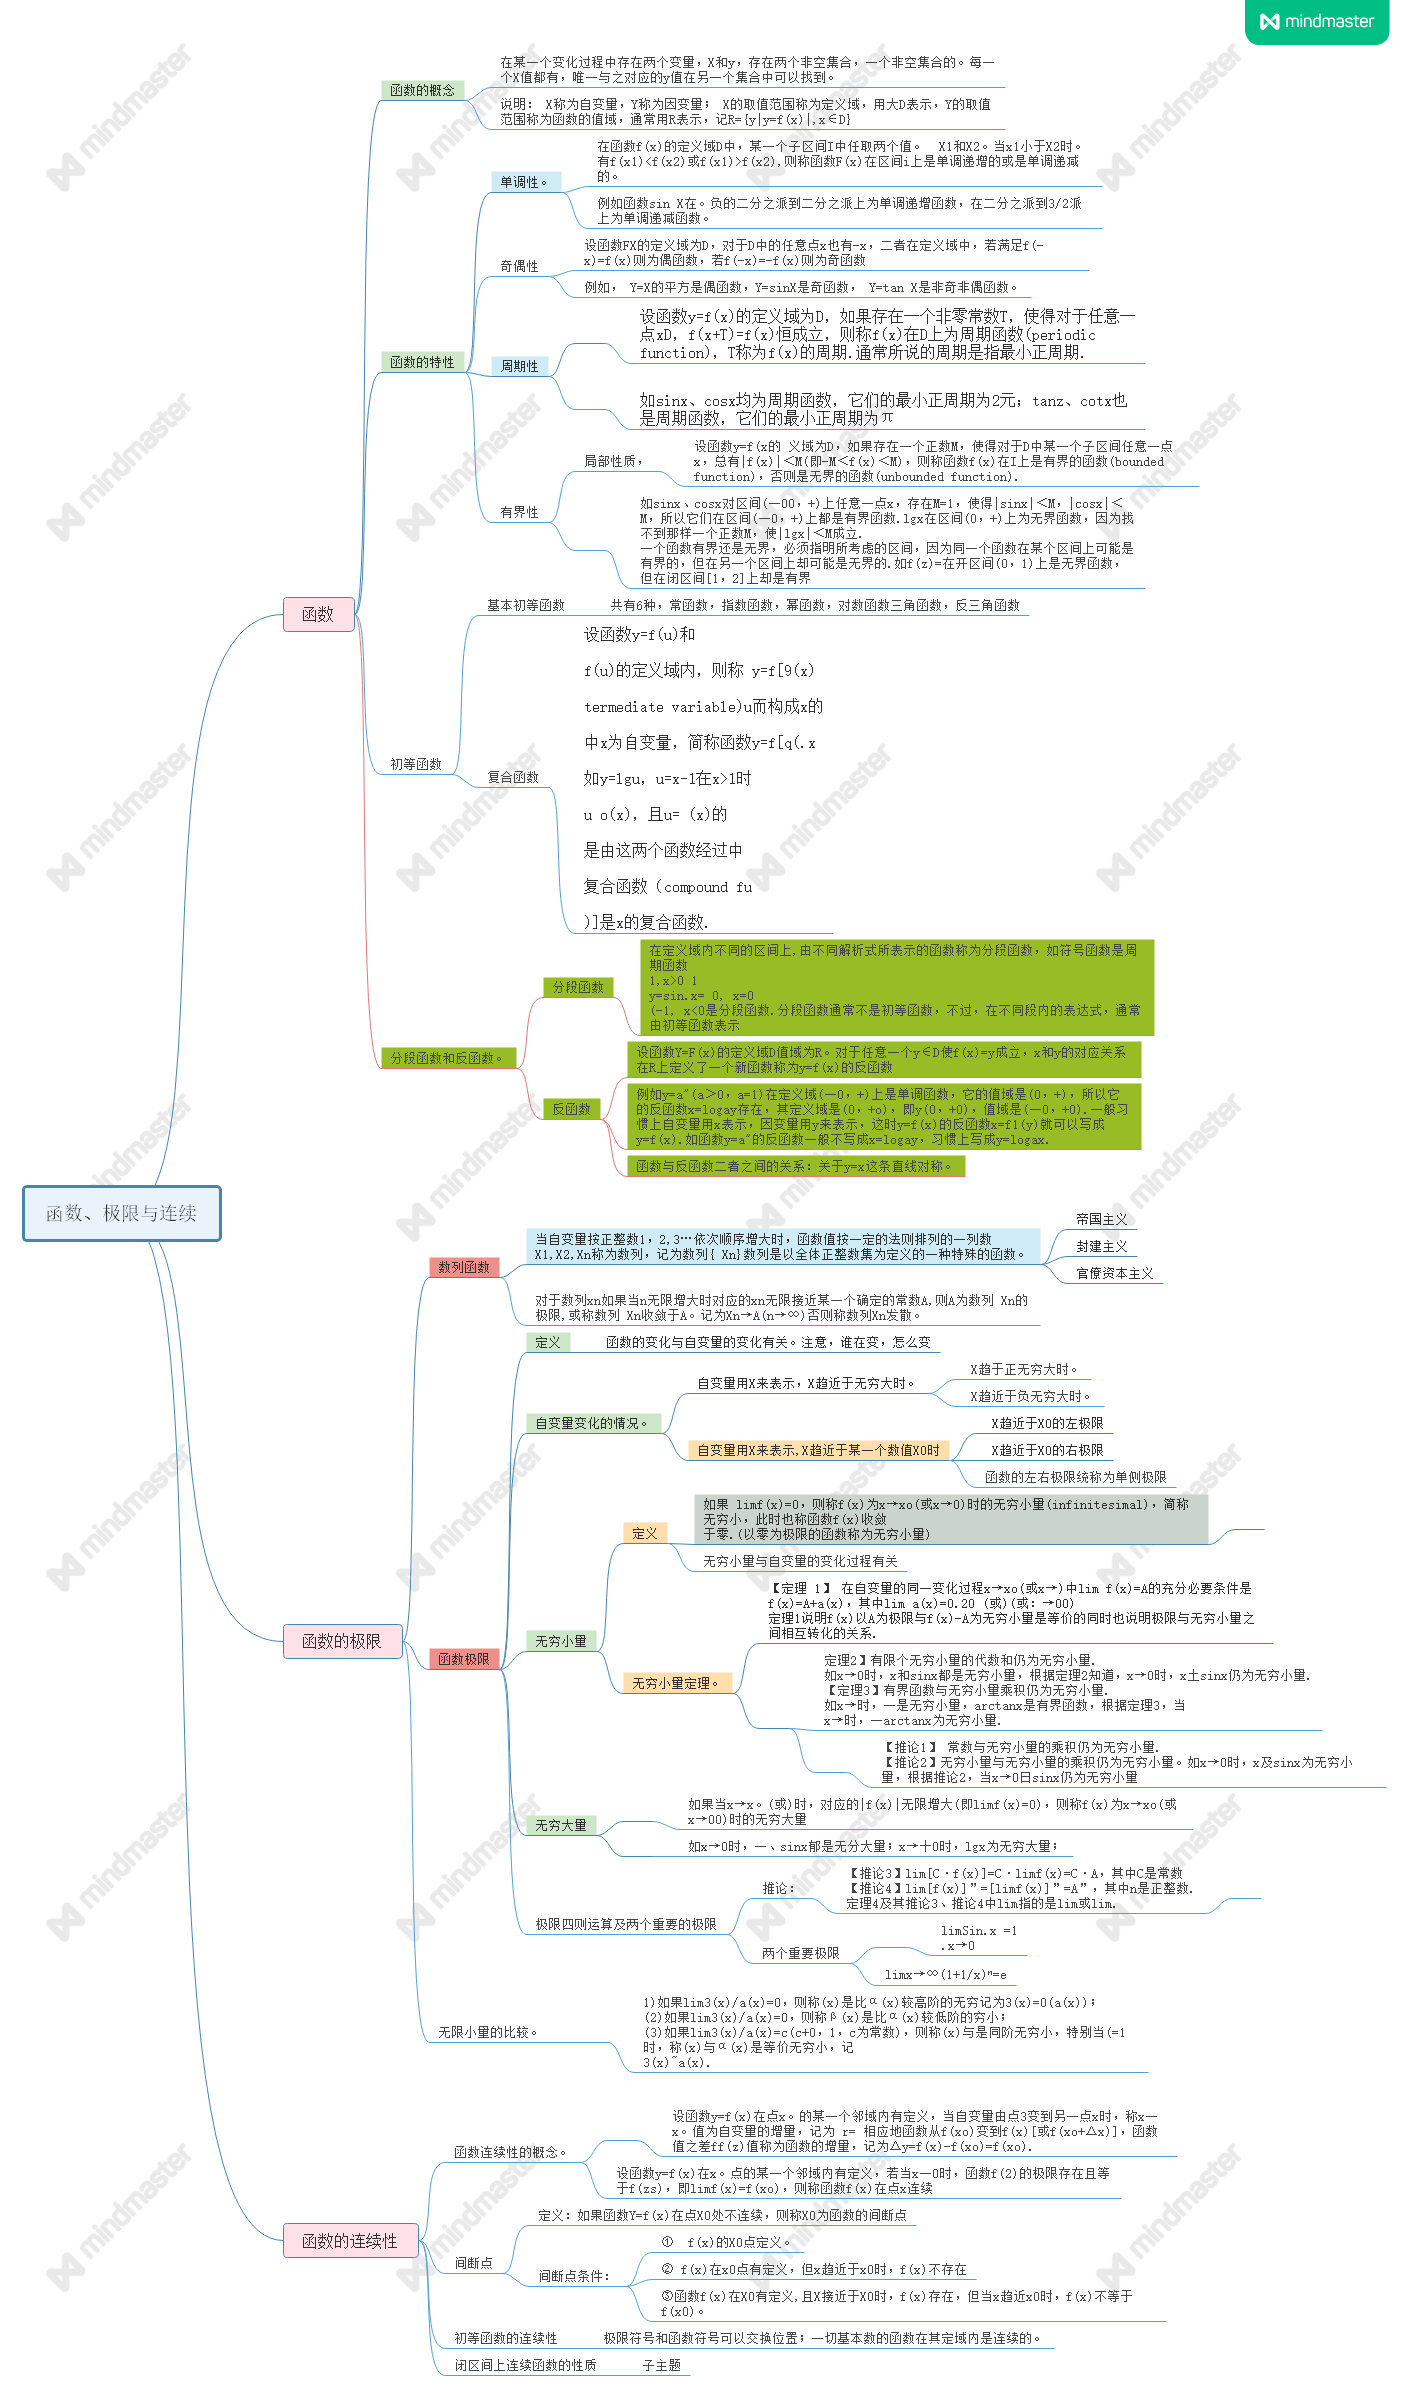 mindmaster
函数、极限与连续
函数
函数的概念
在某一个变化过程中存在两个变量，X和y，存在两个非空集合，一个非空集合的。每一
个X值都有，唯一与之对应的y值在另一个集合中可以找到。
说明： X称为自变量，Y称为因变量； X的取值范围称为定义域，用大D表示，Y的取值
范围称为函数的值域，通常用R表示，记R={y|y=f(x)|,x∈D}
函数的特性
单调性。
在函数f(x)的定义域D中，某一个子区间I中任取两个值。 X1和X2。当x1小于X2时。
有f(x1)<f(x2)或f(x1)>f(x2),则称函数F(x)在区间i上是单调递增的或是单调递减
的。
例如函数sin X在。负的二分之派到二分之派上为单调递增函数，在二分之派到3/2派
上为单调递减函数。
奇偶性
设函数FX的定义域为D，对于D中的任意点x也有-x，二者在定义域中，若满足f(-
x)=f(x)则为偶函数，若f(-x)=-f(x)则为奇函数
例如， Y=X的平方是偶函数，Y=sinX是奇函数， Y=tan X是非奇非偶函数。
周期性
设函数y=f(x)的定义域为D，如果存在一个非零常数T，使得对于任意一
点xD，f(x+T)=f(x)恒成立，则称f(x)在D上为周期函数(periodic
function)，T称为f(x)的周期.通常所说的周期是指最小正周期.
如sinx、cosx均为周期函数，它们的最小正周期为2元；tanz、cotx也
是周期函数，它们的最小正周期为π
有界性
局部性质，
设函数y=f(x的 义域为D，如果存在一个正数M，使得对于D中某一个子区间任意一点
x，总有|f(x)|＜M(即-M＜f(x)＜M)，则称函数f(x)在I上是有界的函数(bounded
function)，否则是无界的函数(unbounded function).
如sinx、cosx对区间(一00，+)上任意一点x，存在M=1，使得|sinx|＜M，|cosx|＜
M，所以它们在区间(一0，+)上都是有界函数.lgx在区间(0，+)上为无界函数，因为找
不到那样一个正数M，使|lgx|＜M成立.
一个函数有界还是无界，必须指明所考虑的区间，因为同一个函数在某个区间上可能是
有界的，但在另一个区间上却可能是无界的.如f(z)=在开区间(0，1)上是无界函数，
但在闭区间[1，2]上却是有界
初等函数
基本初等函数
共有6种，常函数，指数函数，幂函数，对数函数三角函数，反三角函数
复合函数
设函数y=f(u)和
f(u)的定义域内，则称 y=f[9(x)
termediate variable)u而构成x的
中x为自变量，简称函数y=f[q(.x
如y=1gu，u=x-1在x>1时
u o(x)，且u= (x)的
是由这两个函数经过中
复合函数（compound fu
)]是x的复合函数.
分段函数和反函数。
分段函数
在定义域内不同的区间上,由不同解析式所表示的函数称为分段函数，如符号函数是周
期函数
1,x>0 1
y=sin.x= 0, x=0
(-1, x<0是分段函数.分段函数通常不是初等函数，不过，在不同段内的表达式，通常
由初等函数表示
反函数
设函数Y=F(x)的定义域D值域为R。对于任意一个y∈D使f(x)=y成立，x和y的对应关系
在R上定义了一个新函数称为y=f(x)的反函数
例如y=a"(a＞0，a=1)在定义域(一0，+)上是单调函数，它的值域是(0，+)，所以它
的反函数x=logay存在，其定义域是(0，+o)，即y(0，+0)，值域是(一0，+0).一般习
惯上自变量用x表示，因变量用y来表示，这时y=f(x)的反函数x=f1(y)就可以写成
y=f(x).如函数y=a"的反函数一般不写成x=logay，习惯上写成y=logax.
函数与反函数二者之间的关系：关于y=x这条直线对称。
函数的极限
数列函数
当自变量按正整数1，2,3…依次顺序增大时，函数值按一定的法则排列的一列数
X1,X2,Xn称为数列，记为数列{ Xn}数列是以全体正整数集为定义的一种特殊的函数。
帝国主义
封建主义
官僚资本主义
对于数列xn如果当n无限增大时对应的xn无限接近某一个确定的常数A,则A为数列 Xn的
极限,或称数列 Xn收敛于A。记为Xn→A(n→∞)否则称数列Xn发散。
函数极限
定义
函数的变化与自变量的变化有关。注意，谁在变，怎么变
自变量变化的情况。
自变量用X来表示，X趋近于无穷大时。
X趋于正无穷大时。
X趋近于负无穷大时。
自变量用X来表示,X趋近于某一个数值X0时
X趋近于X0的左极限
X趋近于X0的右极限
函数的左右极限统称为单侧极限
无穷小量
定义
如果 limf(x)=0，则称f(x)为x→xo(或x→0)时的无穷小量(infinitesimal)，简称
无穷小，此时也称函数f(x)收敛
于零.(以零为极限的函数称为无穷小量)
无穷小量与自变量的变化过程有关
无穷小量定理。
【定理 1】 在自变量的同一变化过程x→xo(或x→)中lim f(x)=A的充分必要条件是
f(x)=A+a(x)，其中lim a(x)=0.20 (或)(或：→00)
定理1说明f(x)以A为极限与f(x)-A为无穷小量是等价的同时也说明极限与无穷小量之
间相互转化的关系.
定理2】有限个无穷小量的代数和仍为无穷小量.
如x→0时，x和sinx都是无穷小量，根据定理2知道，x→0时，x土sinx仍为无穷小量.
【定理3】有界函数与无穷小量乘积仍为无穷小量.
如x→时，一是无穷小量，arctanx是有界函数，根据定理3，当
x→时，一arctanx为无穷小量.
【推论1】 常数与无穷小量的乘积仍为无穷小量.
【推论2】无穷小量与无穷小量的乘积仍为无穷小量。如x→0时，x及sinx为无穷小
量，根据推论2，当x→0日sinx仍为无穷小量
无穷大量
如果当x→x。(或)时，对应的|f(x)|无限增大(即limf(x)=0)，则称f(x)为x→xo(或
x→00)时的无穷大量
如x→0时，一、sinx郁是无分大量；x→十0时，lgx为无穷大量；
极限四则运算及两个重要的极限
推论：
【推论3】lim[C·f(x)]=C·limf(x)=C·A，其中C是常数
【推论4】lim[f(x)]"=[limf(x)]"=A"，其中n是正整数.
定理4及其推论3、推论4中lim指的是lim或lim.
两个重要极限
limSin.x =1
.x→0
limx→∞(1+1/x)ⁿ=e
无限小量的比较。
1)如果lim3(x)/a(x)=0，则称(x)是比α(x)较高阶的无穷记为3(x)=0(a(x));
(2)如果lim3(x)/a(x)=0，则称β(x)是比α(x)较低阶的穷小；
(3)如果lim3(x)/a(x)=c(c+0，1，c为常数)，则称(x)与是同阶无穷小，特别当(=1
时，称(x)与α(x)是等价无穷小，记
3(x)~a(x).
函数的连续性
函数连续性的概念。
设函数y=f(x)在点x。的某一个邻域内有定义，当自变量由点3变到另一点x时，称x一
x。值为自变量的增量，记为 r= 相应地函数从f(xo)变到f(x)[或f(xo+△x)]，函数
值之差ff(z)值称为函数的增量，记为△y=f(x)-f(xo)=f(xo).
设函数y=f(x)在x。点的某一个邻域内有定义，若当x一0时，函数f(2)的极限存在且等
于f(zs)，即limf(x)=f(xo)，则称函数f(x)在点x连续
间断点
定义：如果函数Y=f(x)在点X0处不连续，则称X0为函数的间断点
间断点条件：
① f(x)的X0点定义。
② f(x)在x0点有定义，但x趋近于x0时，f(x)不存在
③函数f(x)在X0有定义,且X接近于X0时，f(x)存在，但当x趋近x0时，f(x)不等于
f(x0)。
初等函数的连续性
极限符号和函数符号可以交换位置；一切基本数的函数在其定域内是连续的。
闭区间上连续函数的性质
子主题